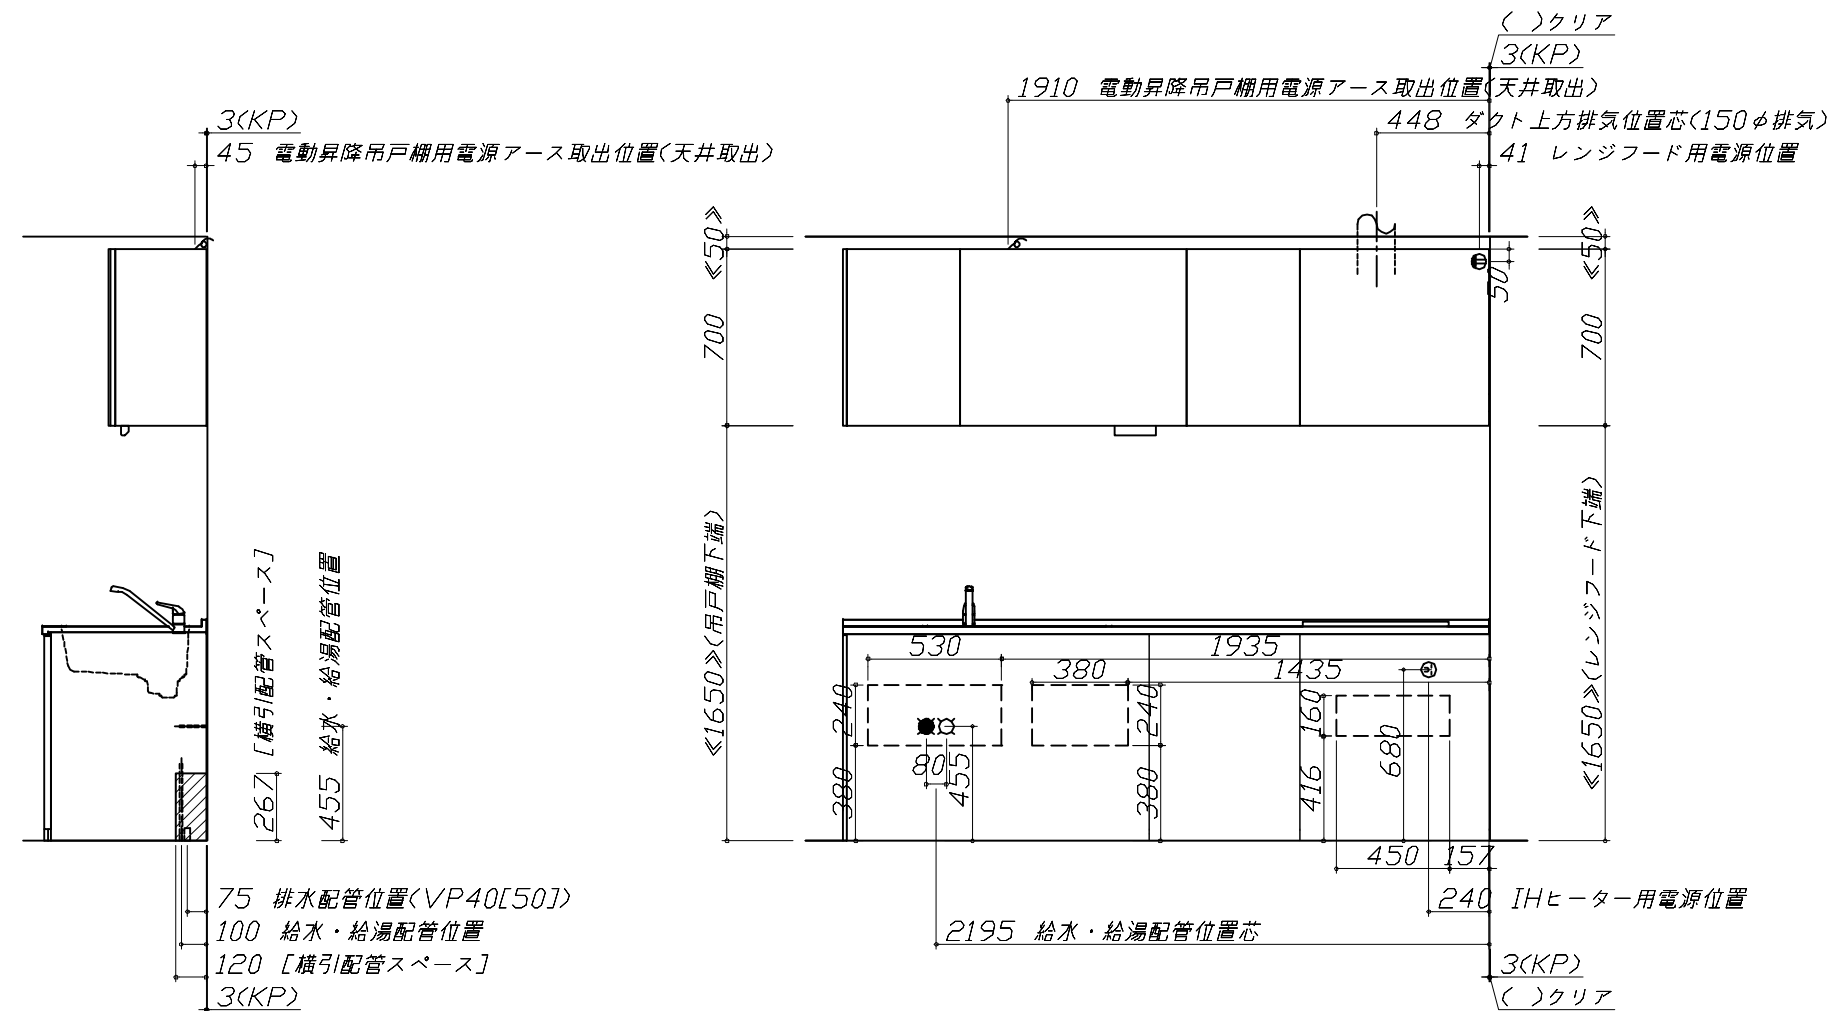 ( )クリア
3(KP)
1910 電動昇降吊戸棚用電源アース取出位置(天井取出)
3(KP)
448 ダクト上方排気位置芯(150φ排気)
45 電動昇降吊戸棚用電源アース取出位置(天井取出)
41 レンジフード用電源位置
≪50≫
≪50≫
50
700
700
≪1650≫(吊戸棚下端)
≪1650≫(レンジフード下端)
267 [横引配管スペース]
455 給水・給湯配管位置
530
1935
380
1435
240
240
160
680
80
455
380
380
416
450
157
75 排水配管位置(VP40[50])
240 IHヒーター用電源位置
100 給水・給湯配管位置
2195 給水・給湯配管位置芯
120 [横引配管スペース]
3(KP)
3(KP)
( )クリア